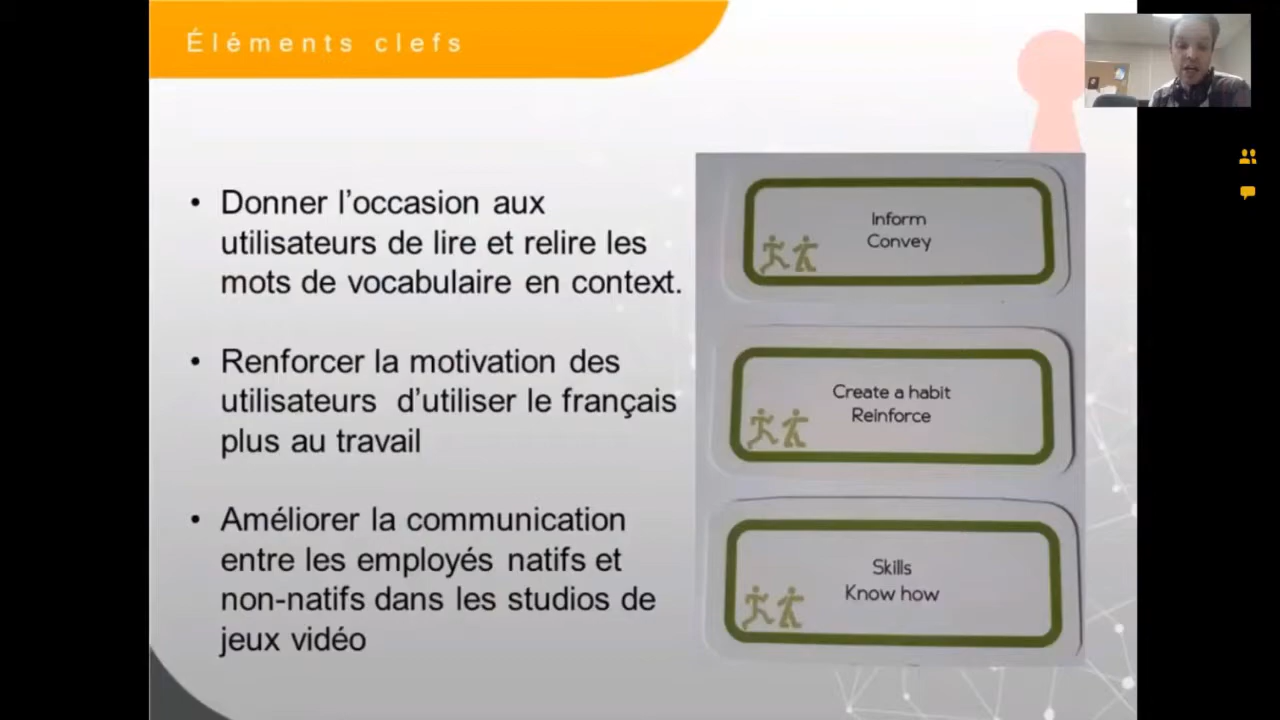 Éléments clefs
Donner l'occasion aux
utilisateurs de lire et relire les
mots de vocabulaire en context.
Renforcer la motivation des
utilisateurs d'utiliser le français
plus au travail
Améliorer la communication
entre les employés natifs et
non-natifs dans les studios de
jeux vidéo
Inform
Convey
Create a habit
Reinforce
Skills
Know how